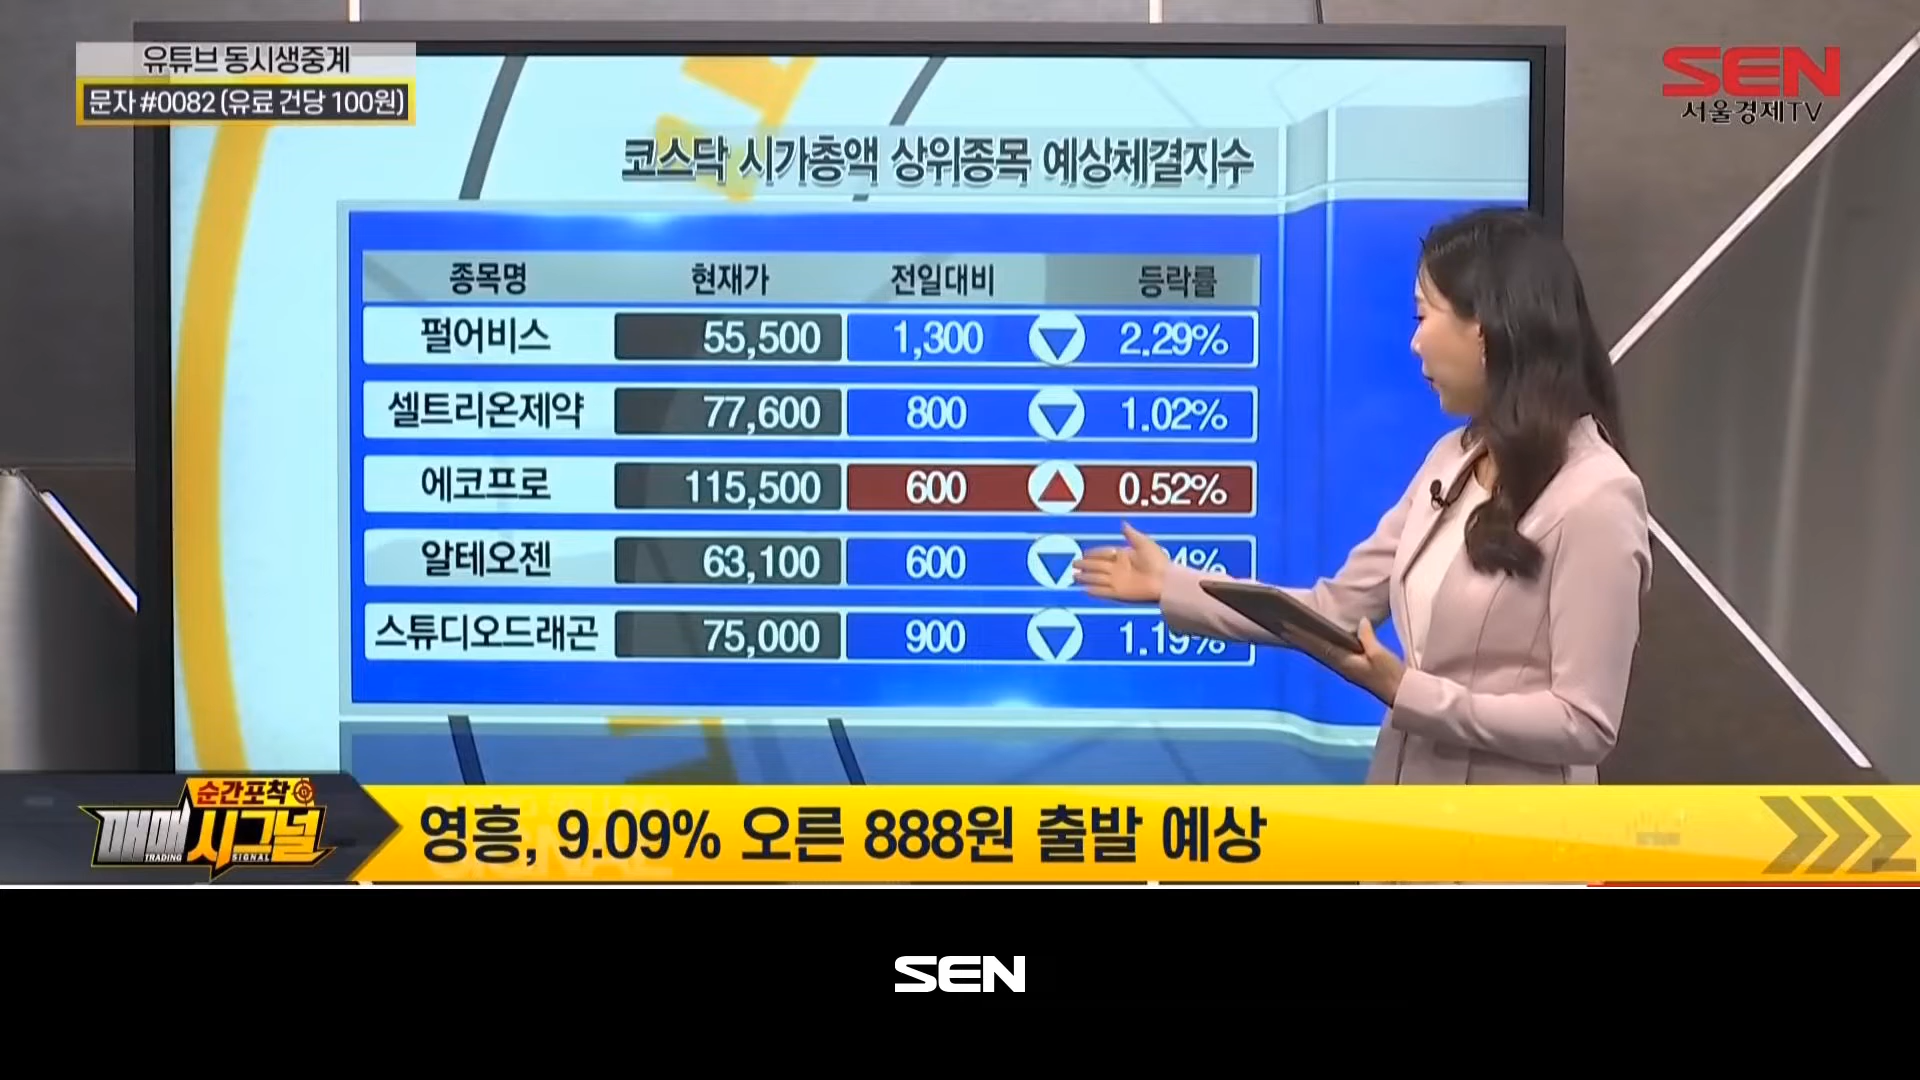 유튜브 동시생중계
문자 #0082 (유료 건당 100원)
SEN
서울경제TV
코스닥 시가총액 상위종목 예상체결지수
종목명 현재가 전일대비 등락률
펄어비스 55,500 1,300 ▼ 2.29%
셀트리온제약 77,600 800 ▼ 1.02%
에코프로 115,500 600 ▲ 0.52%
알테오젠 63,100 600 ▼
스튜디오드래곤 75,000 900 ▼ 1.19%
순간포착
매매 시그널
TRADING SIGNAL
영흥, 9.09% 오른 888원 출발 예상
SEN